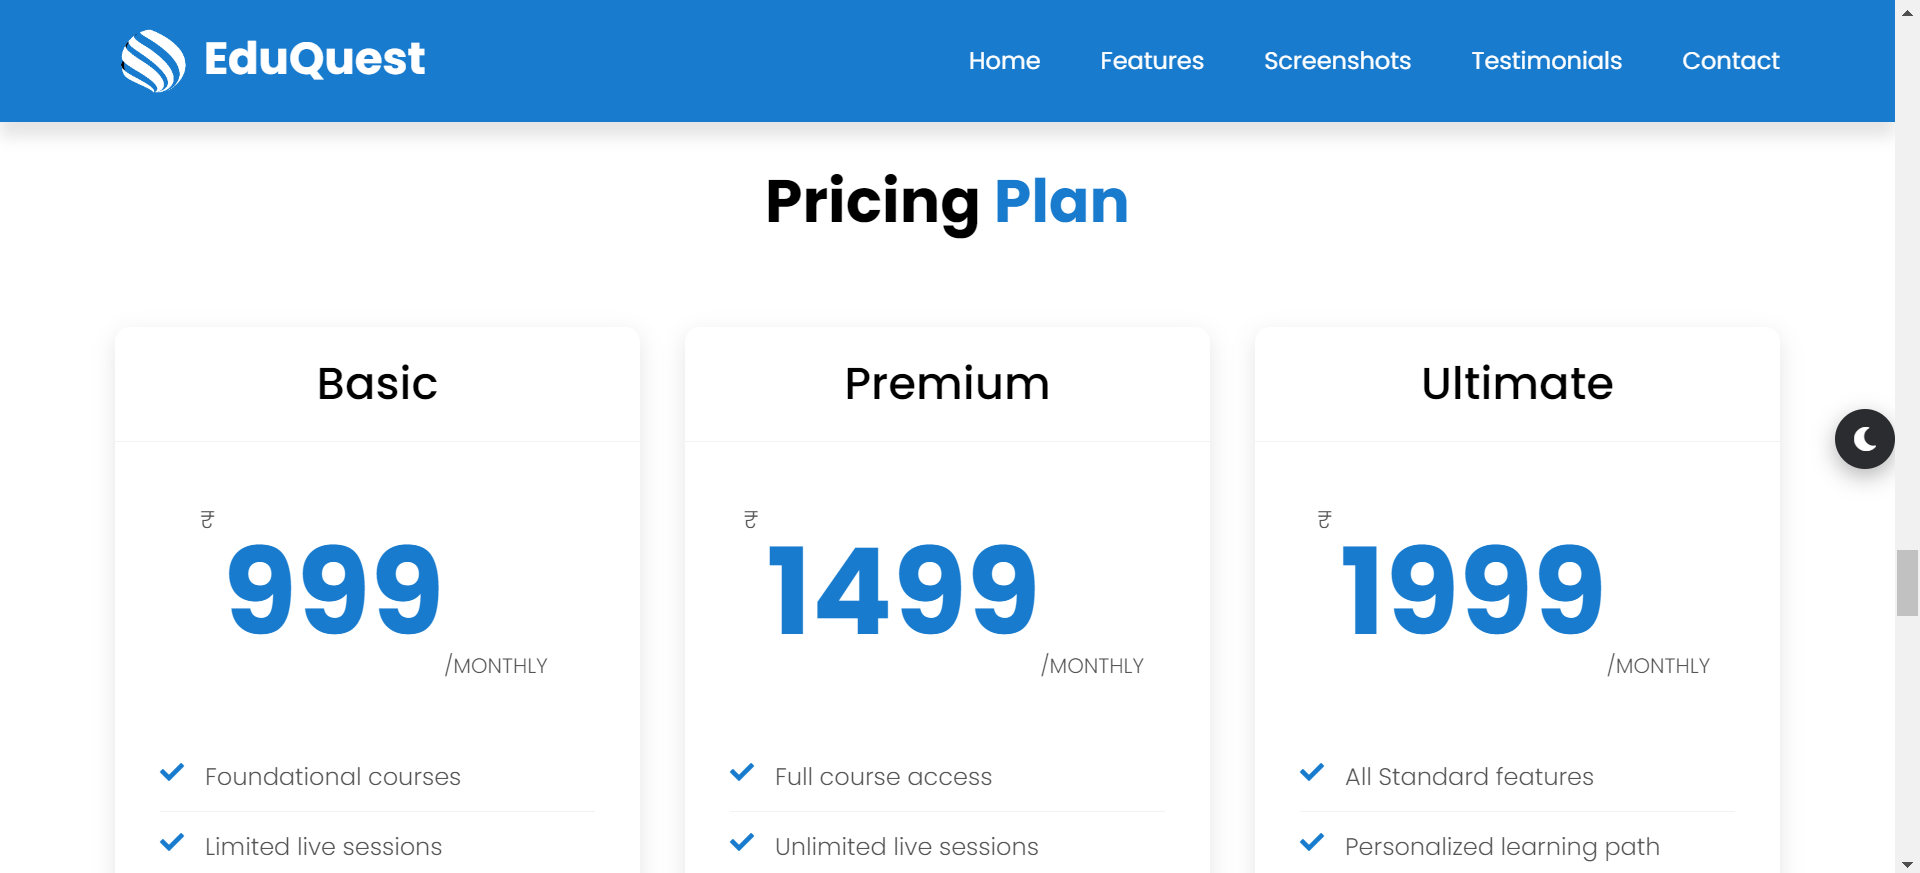 EduQuest
Home Features Screenshots Testimonials Contact
Pricing Plan
Basic
₹
999
/MONTHLY
Foundational courses
Limited live sessions
Premium
₹
1499
/MONTHLY
Full course access
Unlimited live sessions
Ultimate
₹
1999
/MONTHLY
All Standard features
Personalized learning path